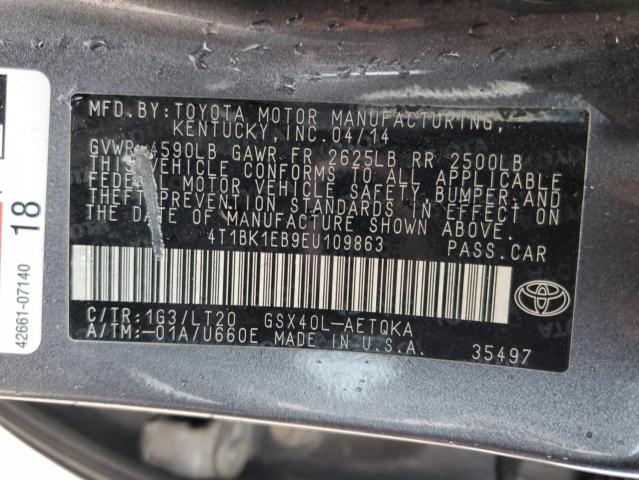 MFD. BY: TOYOTA MOTOR MANUFACTURING,
KENTUCKY, INC. 04/14
GVWR 4590LB GAWR FR 2625LB RR 2500LB
THIS VEHICLE CONFORMS TO ALL APPLICABLE
FEDERAL MOTOR VEHICLE SAFETY, BUMPER, AND
THEFT PREVENTION STANDARDS IN EFFECT ON
THE DATE OF MANUFACTURE SHOWN ABOVE.
4T1BK1EB9EU109863 PASS.CAR
C/TR: 1G3/LT20 GSX40L-AETQKA
A/TM:-01A/U660E MADE IN U.S.A. 35497
42661-07140
18